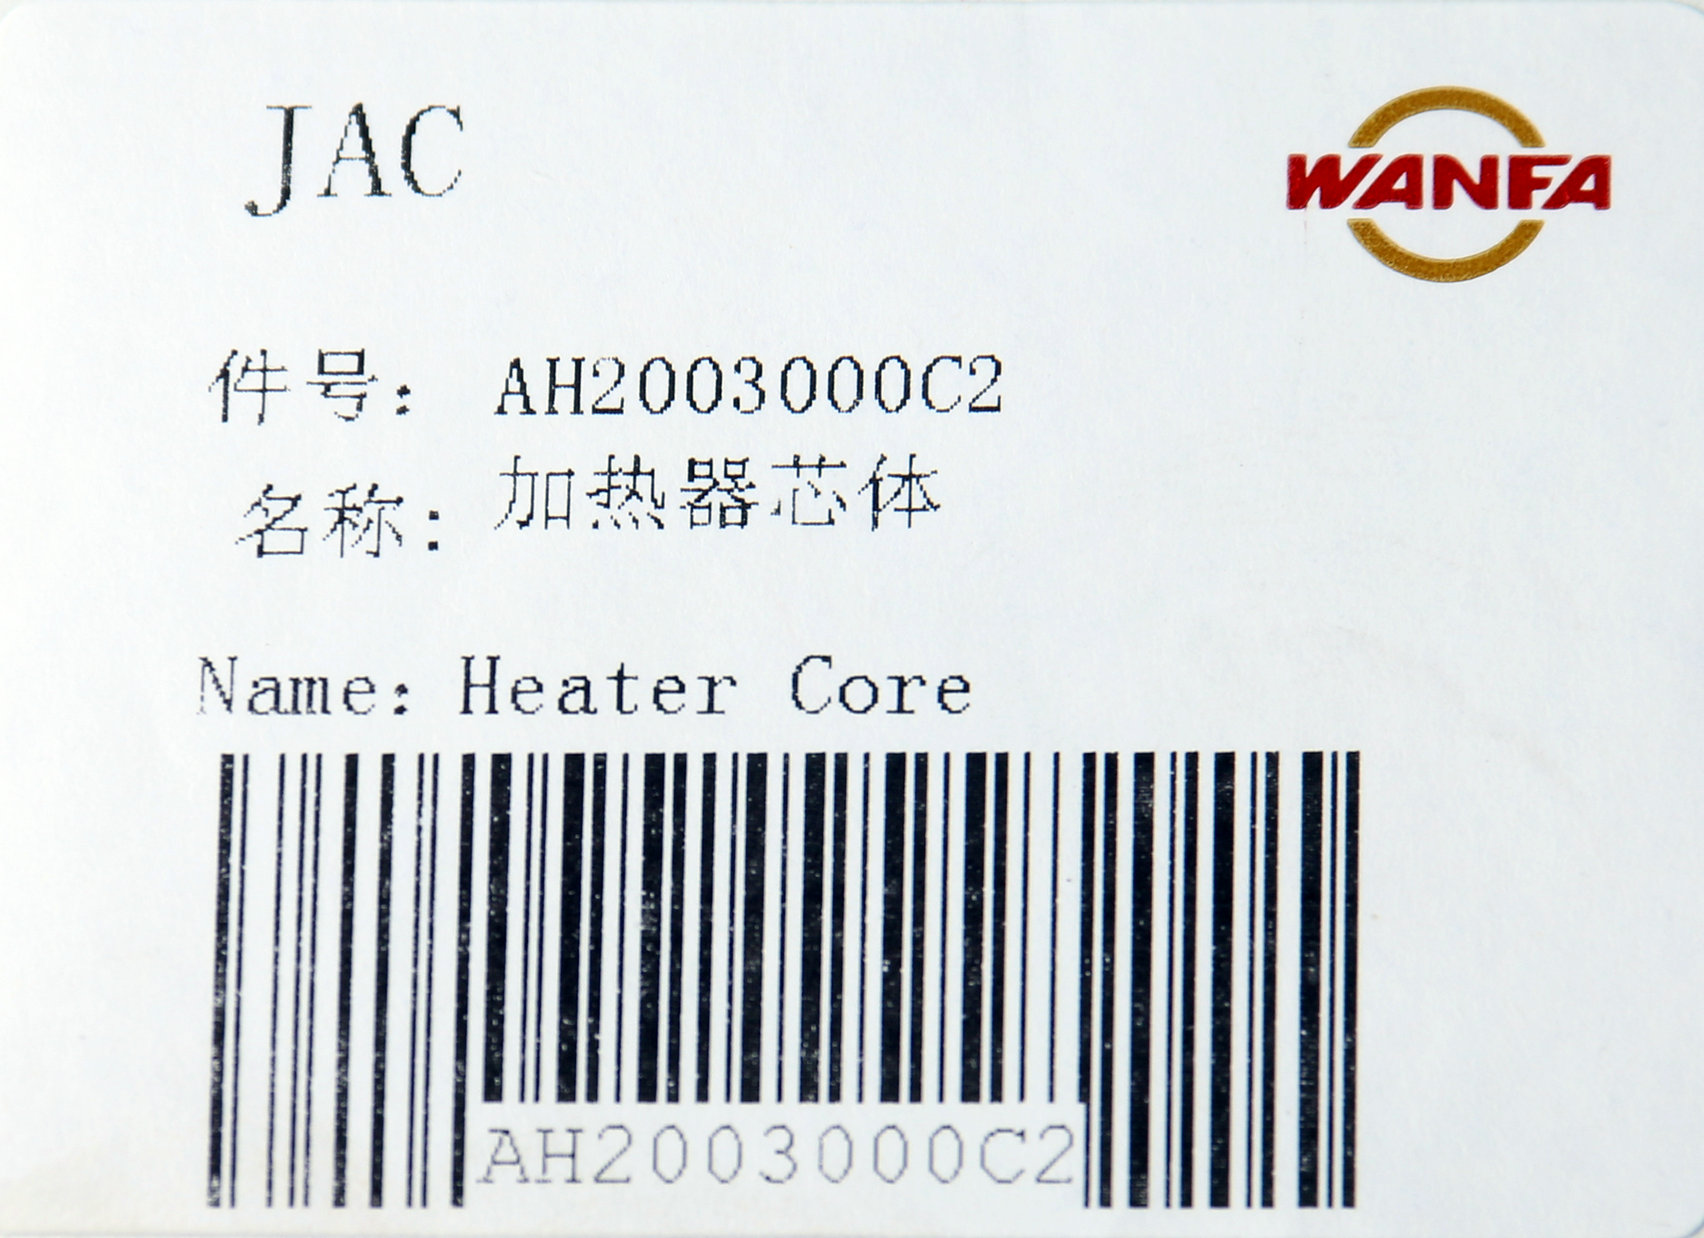 JAC
WANFA
件号: AH2003000C2
名称: 加热器芯体
Name: Heater Core
AH2003000C2